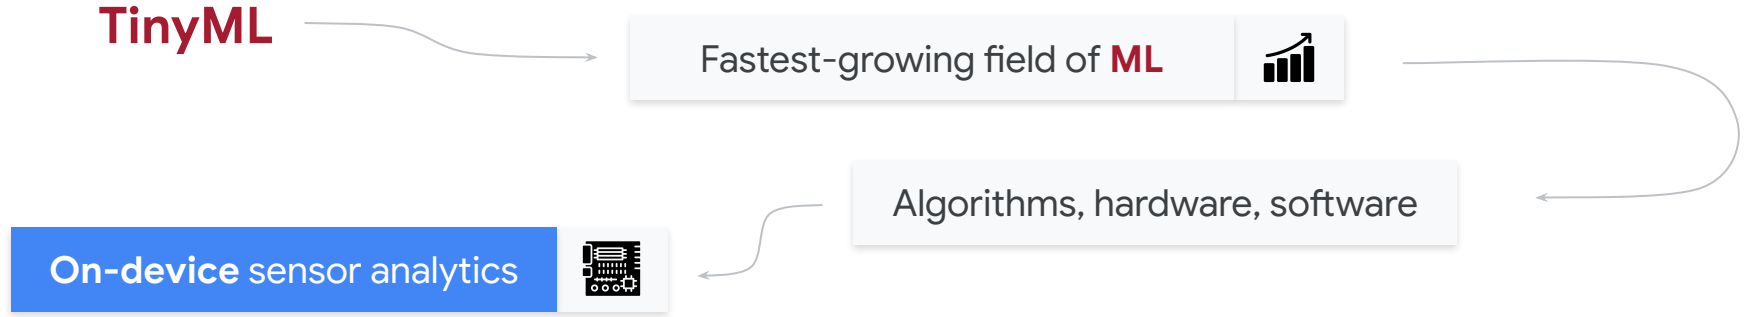 TinyML
Fastest-growing field of ML
Algorithms, hardware, software
On-device sensor analytics